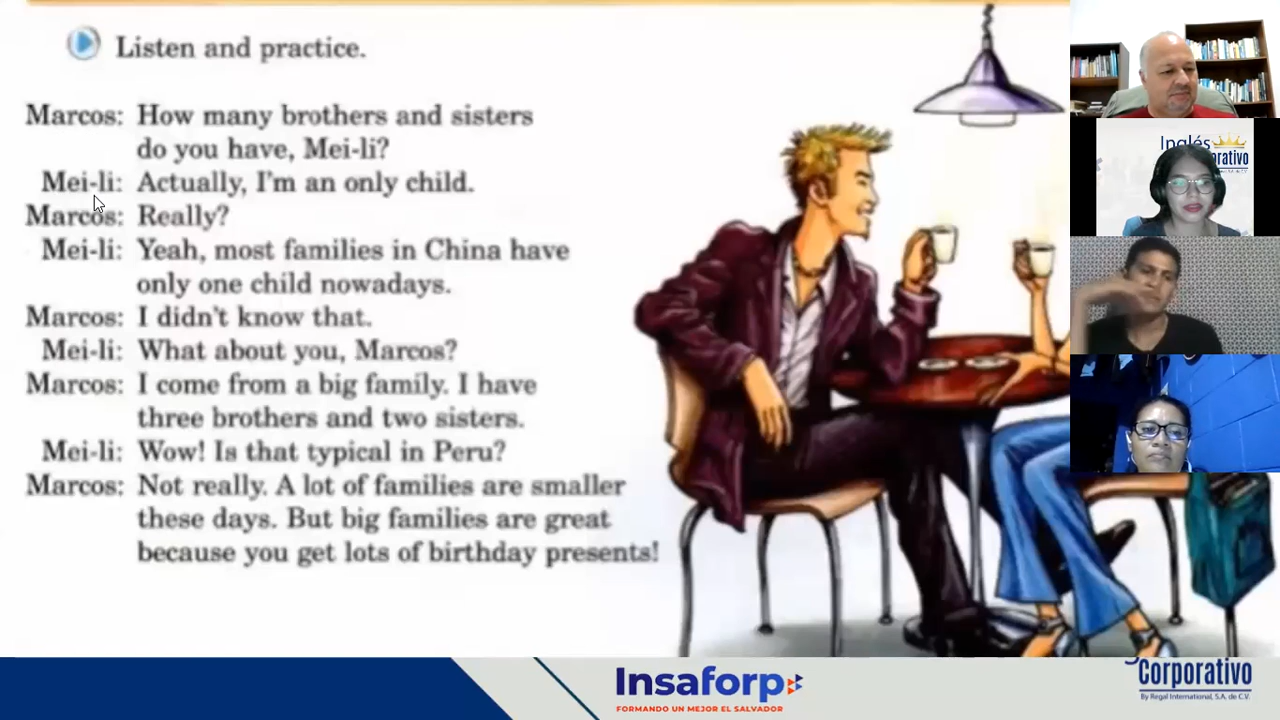 Listen and practice.
Marcos: How many brothers and sisters
do you have, Mei-li?
Mei-li: Actually, I'm an only child.
Marcos: Really?
Mei-li: Yeah, most families in China have
only one child nowadays.
Marcos: I didn't know that.
Mei-li: What about you, Marcos?
Marcos: I come from a big family. I have
three brothers and two sisters.
Mei-li: Wow! Is that typical in Peru?
Marcos: Not really. A lot of families are smaller
these days. But big families are great
because you get lots of birthday presents!
Inglés
Insaforp
FORMANDO UN MEJOR EL SALVADOR
Corporativo
By Regal International, S.A. de C.V.